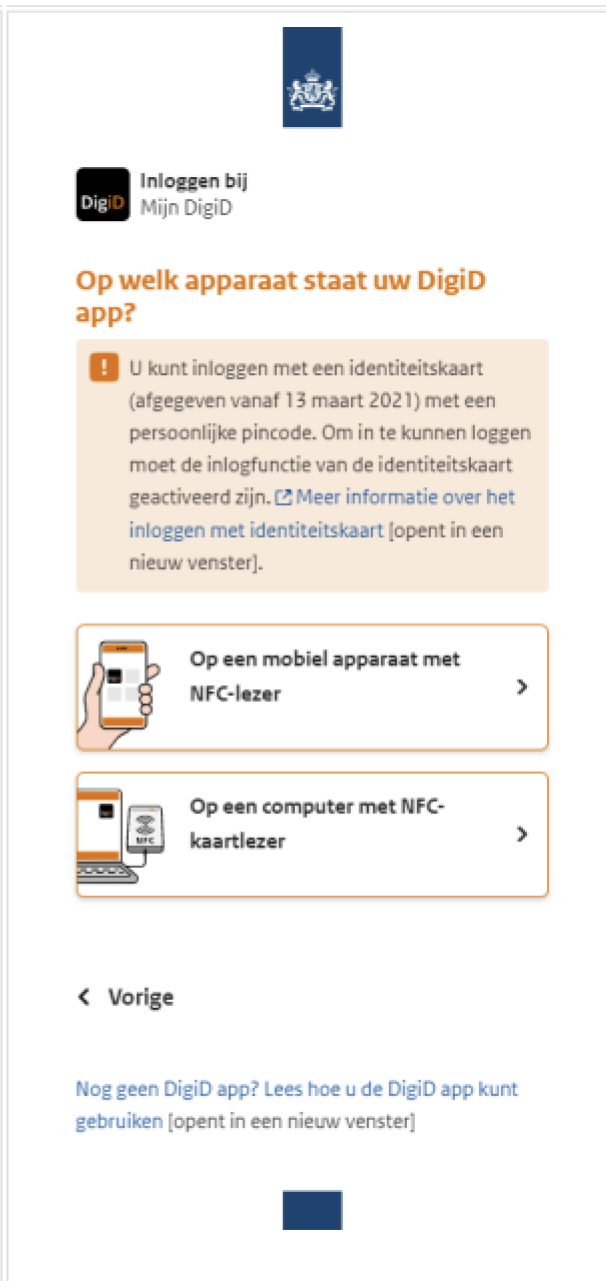 DigiD
Inloggen bij
Mijn DigiD
Op welk apparaat staat uw DigiD
app?
! U kunt inloggen met een identiteitskaart
(afgegeven vanaf 13 maart 2021) met een
persoonlijke pincode. Om in te kunnen loggen
moet de inlogfunctie van de identiteitskaart
geactiveerd zijn. Meer informatie over het
inloggen met identiteitskaart [opent in een
nieuw venster].
Op een mobiel apparaat met
NFC-lezer
NFC
Op een computer met NFC-
kaartlezer
Vorige
Nog geen DigiD app? Lees hoe u de DigiD app kunt
gebruiken [opent in een nieuw venster]